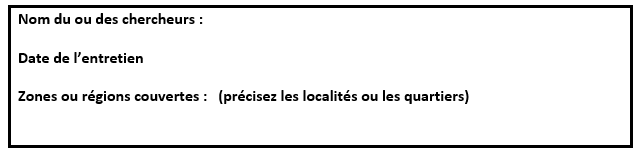 Nom du ou des chercheurs :
Date de l’entretien
Zones ou régions couvertes : (précisez les localités ou les quartiers)